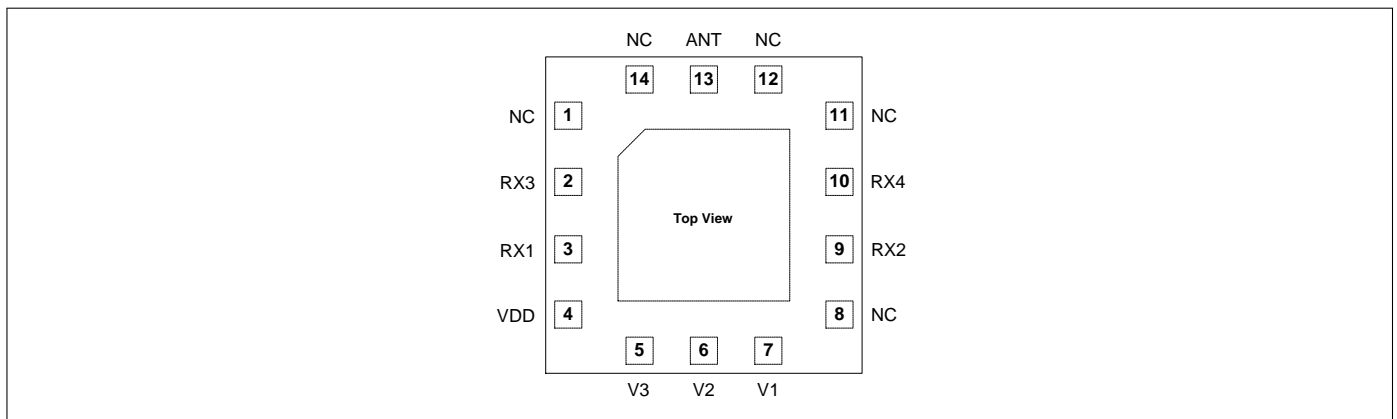 NC ANT NC
14 13 12
NC 1 11 NC
RX3 2 10 RX4
Top View
RX1 3 9 RX2
VDD 4 8 NC
5 6 7
V3 V2 V1